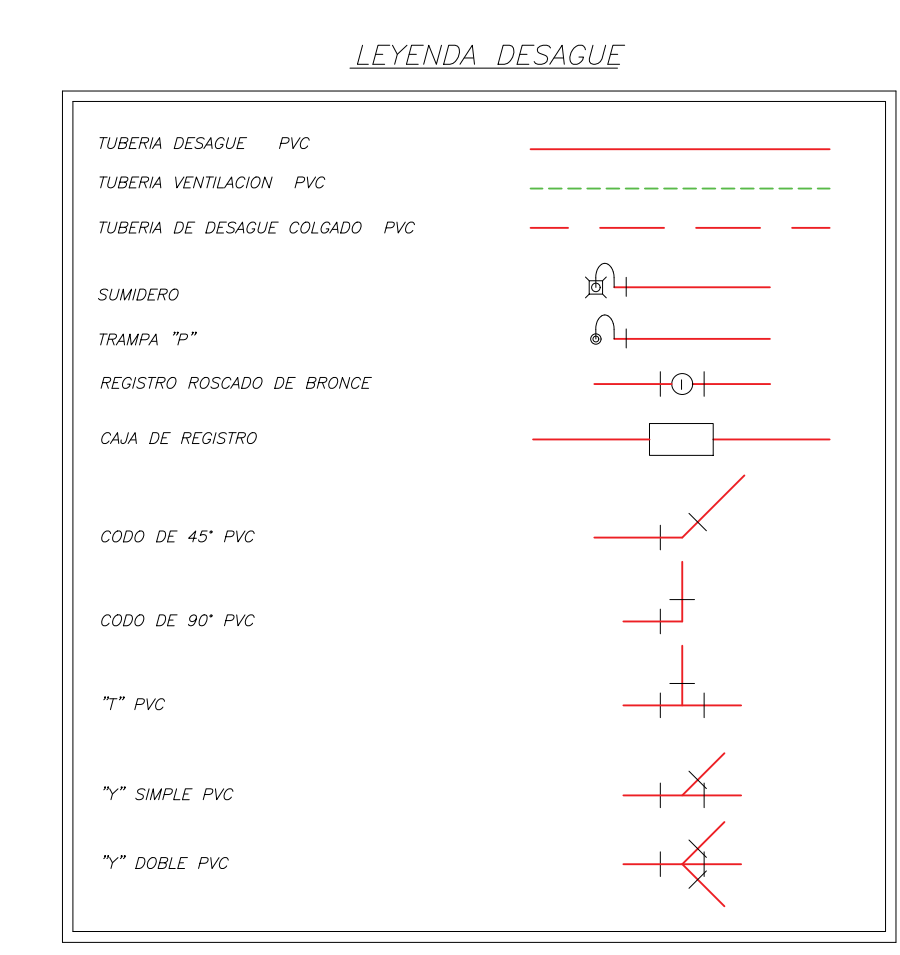 LEYENDA DESAGUE
TUBERIA DESAGUE PVC
TUBERIA VENTILACION PVC
TUBERIA DE DESAGUE COLGADO PVC
SUMIDERO
TRAMPA "P"
REGISTRO ROSCADO DE BRONCE
CAJA DE REGISTRO
CODO DE 45° PVC
CODO DE 90° PVC
"T" PVC
"Y" SIMPLE PVC
"Y" DOBLE PVC